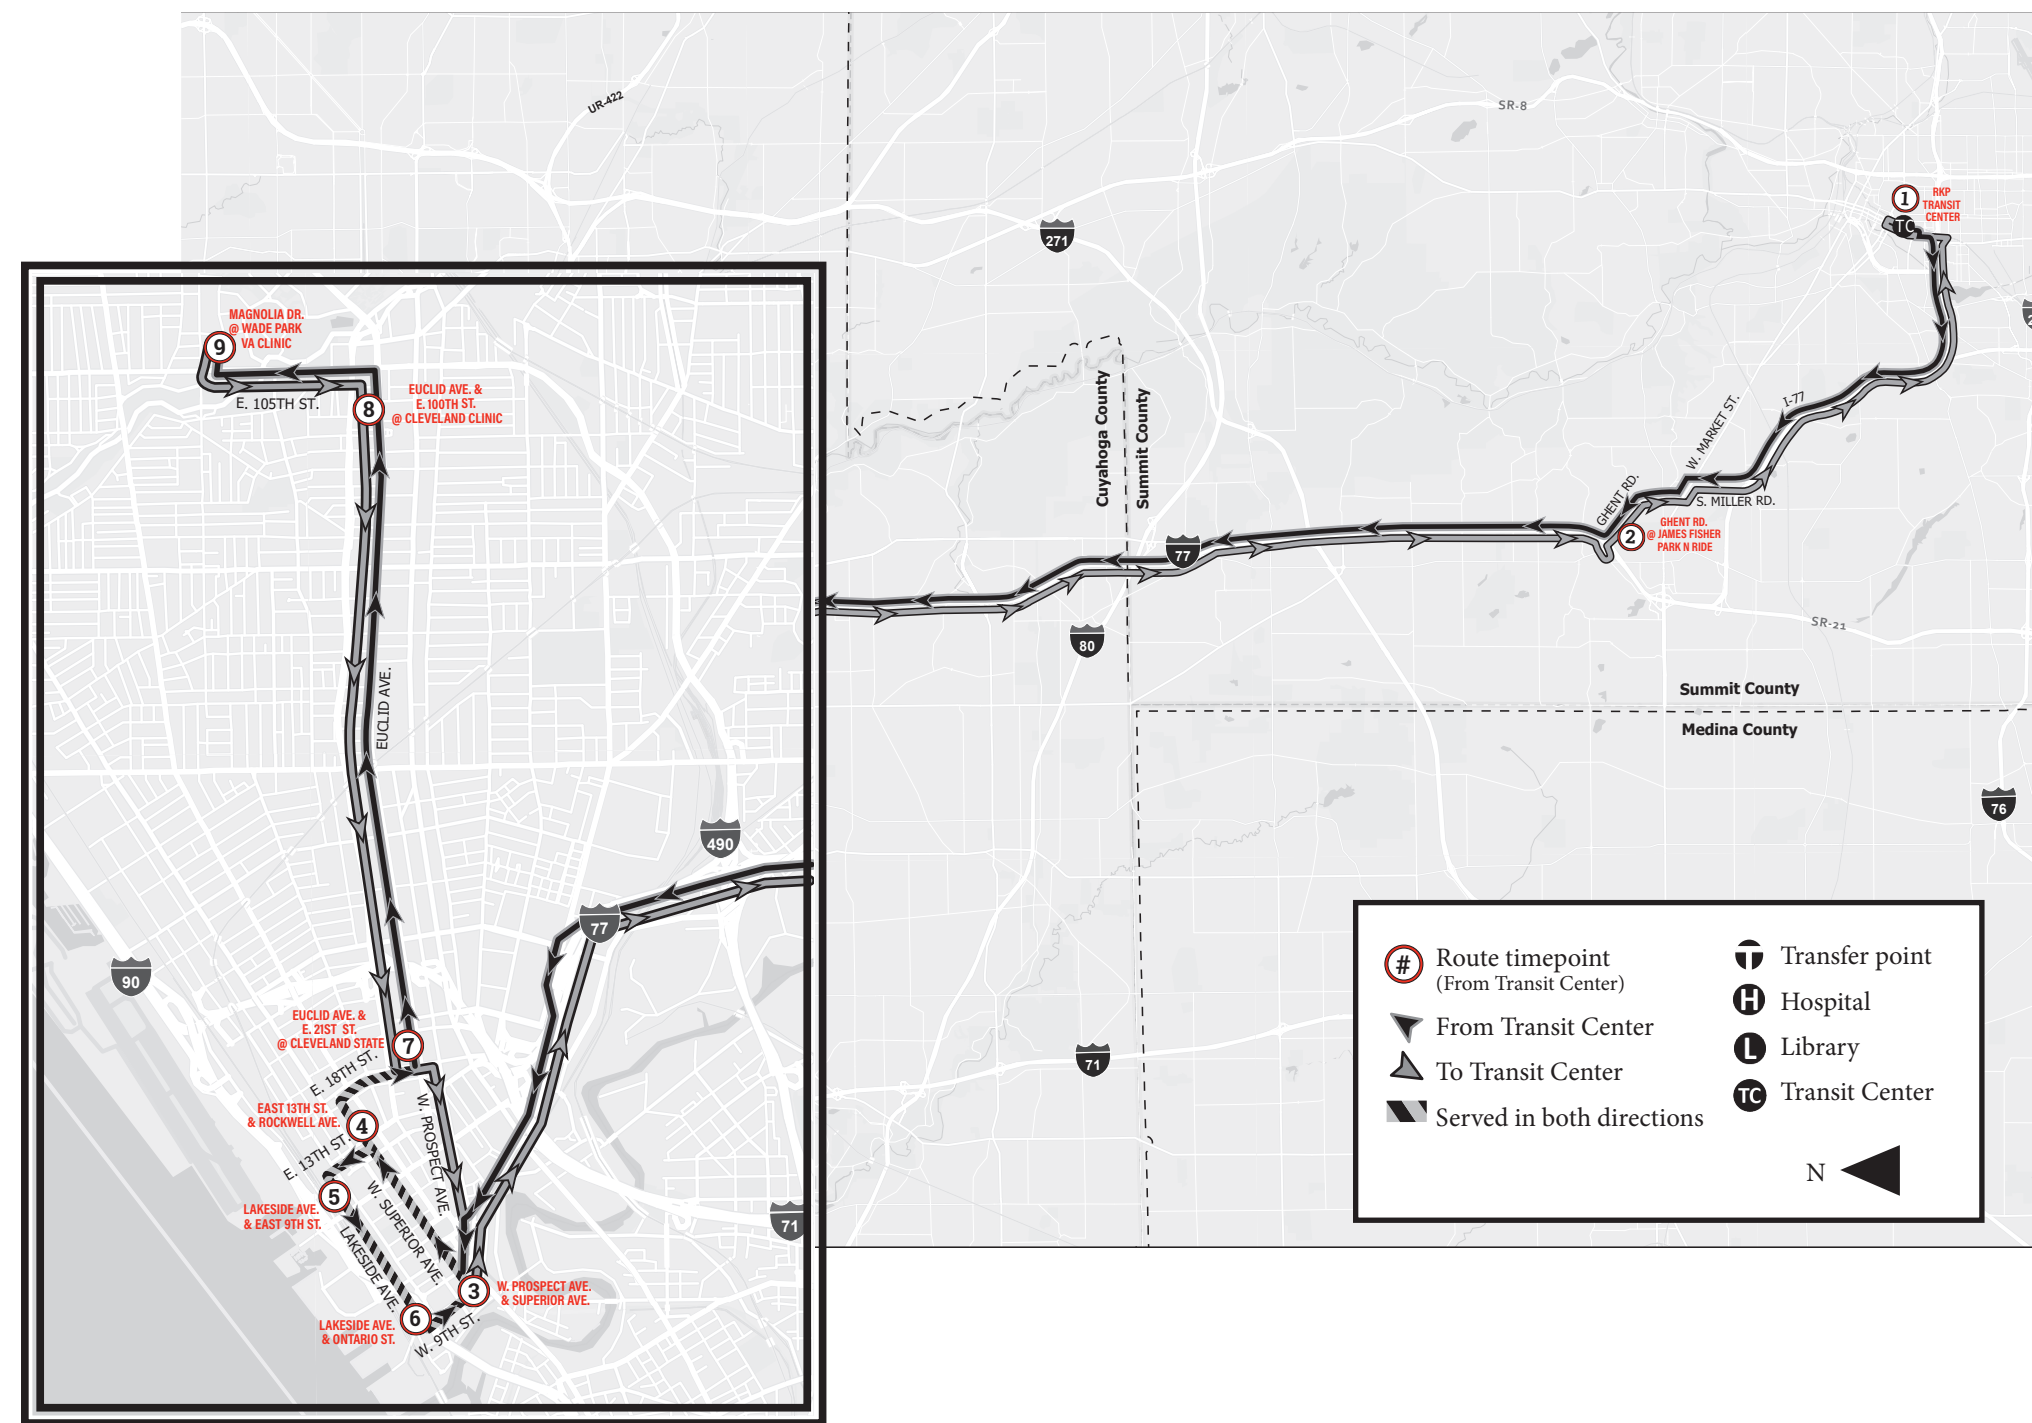 UR-422
SR-8
271
1
RKP
TRANSIT
CENTER
TC
2
MAGNOLIA DR.
@ WADE PARK
VA CLINIC
9
E. 105TH ST.
8
EUCLID AVE. &
E. 100TH ST.
@ CLEVELAND CLINIC
Cuyahoga County
Summit County
I-77
W. MARKET ST.
S. MILLER RD.
GHENT RD.
2
GHENT RD.
@ JAMES FISHER
PARK N RIDE
77
80
SR-21
EUCLID AVE.
Summit County
Medina County
76
490
77
90
EUCLID AVE. &
E. 21ST ST.
@ CLEVELAND STATE
7
E. 18TH ST.
EAST 13TH ST.
& ROCKWELL AVE.
4
W. PROSPECT AVE.
E. 13TH ST.
5
LAKESIDE AVE.
& EAST 9TH ST.
W. SUPERIOR AVE.
LAKESIDE AVE.
71
71
3
W. PROSPECT AVE.
& SUPERIOR AVE.
6
LAKESIDE AVE.
& ONTARIO ST.
W. 9TH ST.
# Route timepoint
(From Transit Center)
From Transit Center
To Transit Center
Served in both directions
T Transfer point
H Hospital
L Library
TC Transit Center
N